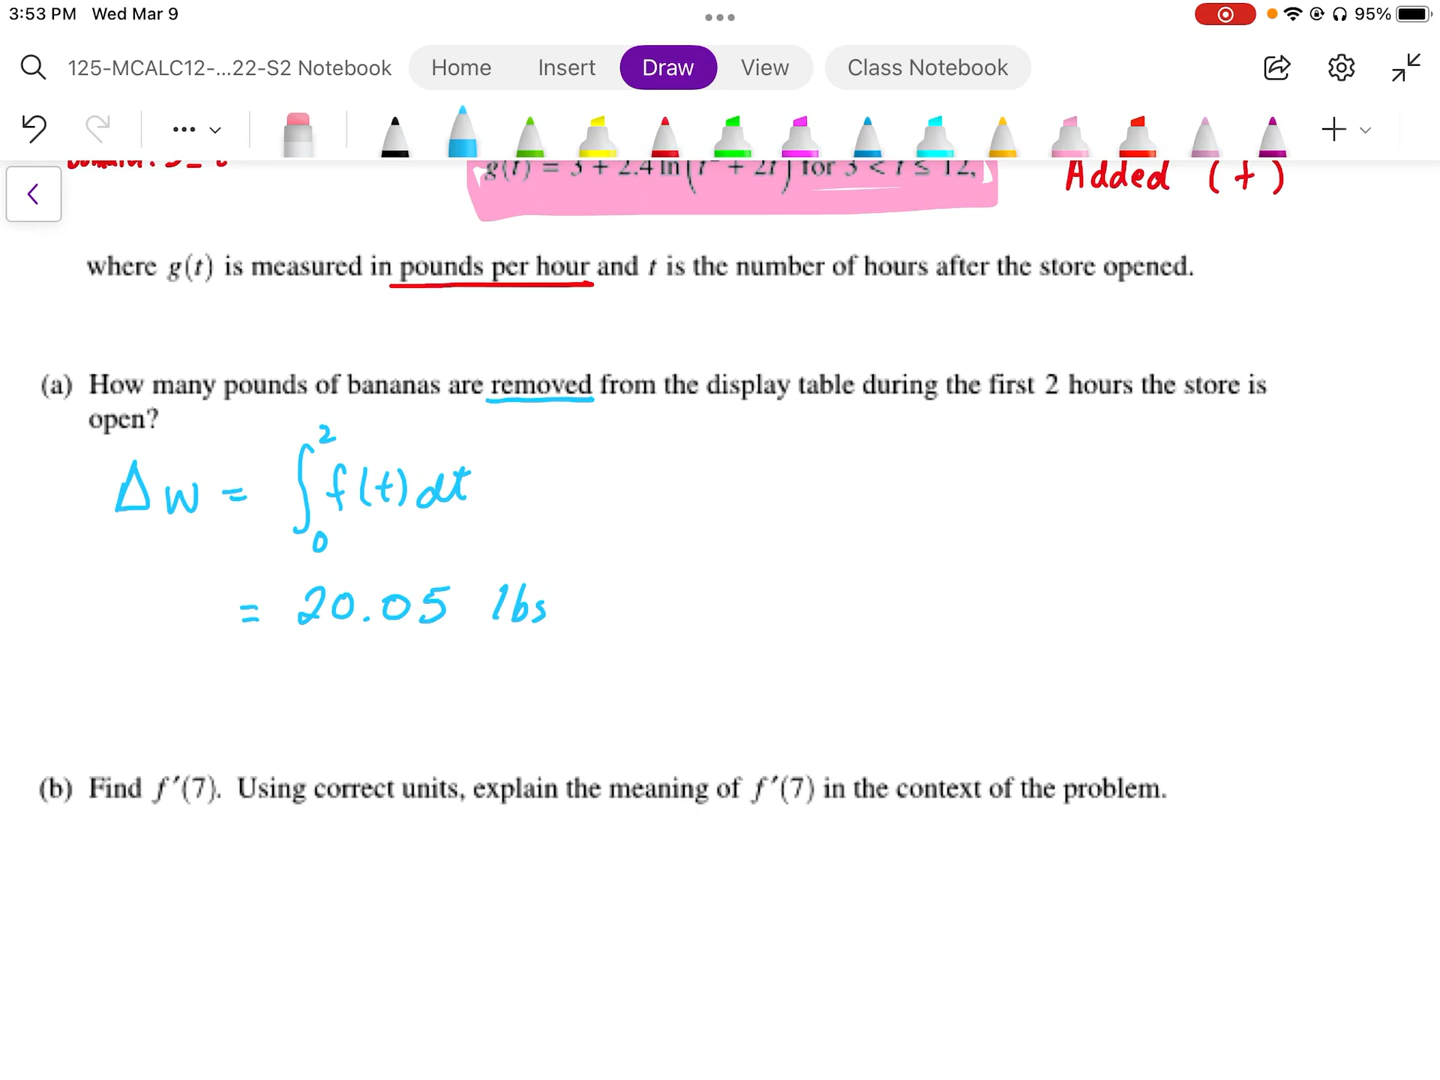 3:53 PM Wed Mar 9
95%
125-MCALC12-...22-S2 Notebook
Home
Insert
Draw
View
Class Notebook
for 3 < t ≤ 12,
Added (+)
where g(t) is measured in pounds per hour and t is the number of hours after the store opened.
(a) How many pounds of bananas are removed from the display table during the first 2 hours the store is
open?
Δw = ∫₀² f(t) dt
= 20.05 lbs
(b) Find f′(7). Using correct units, explain the meaning of f′(7) in the context of the problem.